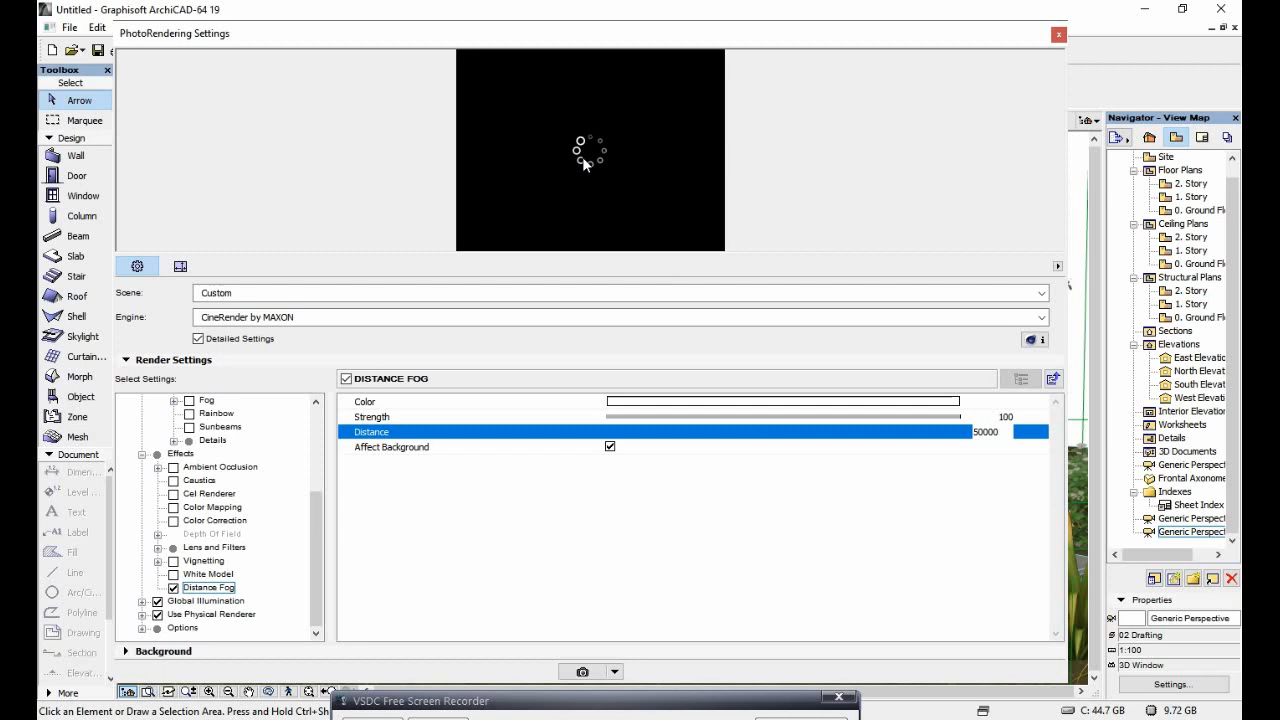 Untitled - Graphisoft ArchiCAD-64 19
File Edit
PhotoRendering Settings
x
Toolbox
Select
Arrow
Marquee
Design
Wall
Door
Window
Column
Beam
Slab
Stair
Roof
Shell
Skylight
Curtain...
Morph
Object
Zone
Mesh
Document
Dimen...
Level ...
Text
Label
Fill
Line
Arc/Ci...
Polyline
Drawing
Section
Elevat...
More
Scene: Custom
Engine: CineRender by MAXON
Detailed Settings
i
Render Settings
Select Settings:
Fog
Rainbow
Sunbeams
Details
Effects
Ambient Occlusion
Caustics
Cel Renderer
Color Mapping
Color Correction
Depth Of Field
Lens and Filters
Vignetting
White Model
Distance Fog
Global Illumination
Use Physical Renderer
Options
DISTANCE FOG
Color
Strength 100
Distance 50000
Affect Background
Background
Navigator - View Map
Site
Floor Plans
2. Story
1. Story
0. Ground Fl
Ceiling Plans
2. Story
1. Story
0. Ground Fl
Structural Plans
2. Story
1. Story
0. Ground Fl
Sections
Elevations
East Elevatio
North Elevat
South Elevat
West Elevati
Interior Elevation
Worksheets
Details
3D Documents
Generic Perspect
Frontal Axonome
Indexes
Sheet Index
Generic Perspect
Generic Perspect
Properties
Generic Perspective
02 Drafting
1:100
3D Window
Settings...
VSDC Free Screen Recorder
Click an Element or Draw a Selection Area. Press and Hold Ctrl+Sh
C: 44.7 GB
9.72 GB